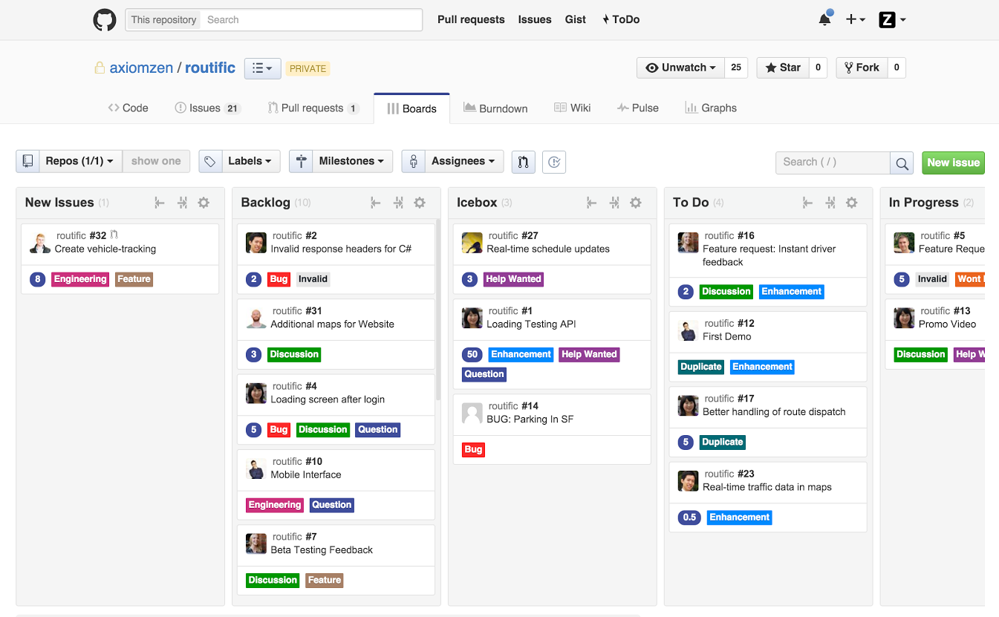 This repository Search Pull requests Issues Gist ToDo Z
axiomzen / routific PRIVATE Unwatch 25 Star 0 Fork 0
Code Issues 21 Pull requests 1 Boards Burndown Wiki Pulse Graphs
Repos (1/1) show one Labels Milestones Assignees Search ( / ) New issue
New Issues (1)
routific #32
Create vehicle-tracking
8 Engineering Feature
Backlog (10)
routific #2
Invalid response headers for C#
2 Bug Invalid
routific #31
Additional maps for Website
3 Discussion
routific #4
Loading screen after login
5 Bug Discussion Question
routific #10
Mobile Interface
Engineering Question
routific #7
Beta Testing Feedback
Discussion Feature
Icebox (3)
routific #27
Real-time schedule updates
3 Help Wanted
routific #1
Loading Testing API
50 Enhancement Help Wanted
Question
routific #14
BUG: Parking In SF
Bug
To Do (4)
routific #16
Feature request: Instant driver
feedback
2 Discussion Enhancement
routific #12
First Demo
Duplicate Enhancement
routific #17
Better handling of route dispatch
5 Duplicate
routific #23
Real-time traffic data in maps
0.5 Enhancement
In Progress (2)
routific #5
Feature Reque
5 Invalid Wont
routific #13
Promo Video
Discussion Help W